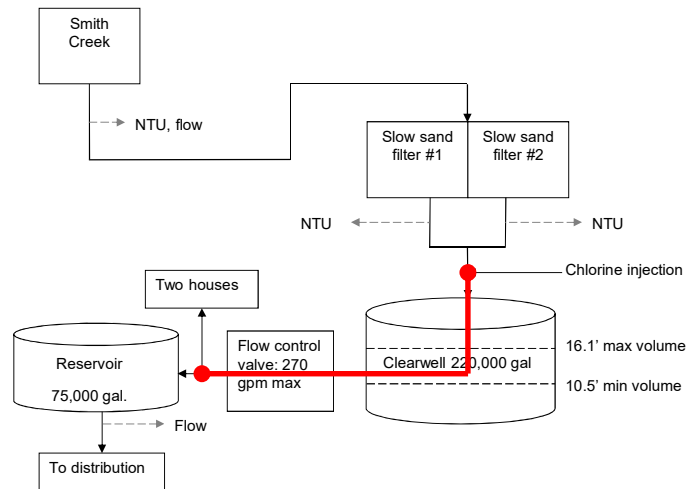 Smith
Creek
NTU, flow
Slow sand
filter #1
Slow sand
filter #2
NTU
NTU
Chlorine injection
Two houses
16.1’ max volume
Flow control
valve: 270
gpm max
Clearwell 220,000 gal
10.5’ min volume
Reservoir
75,000 gal.
Flow
To distribution